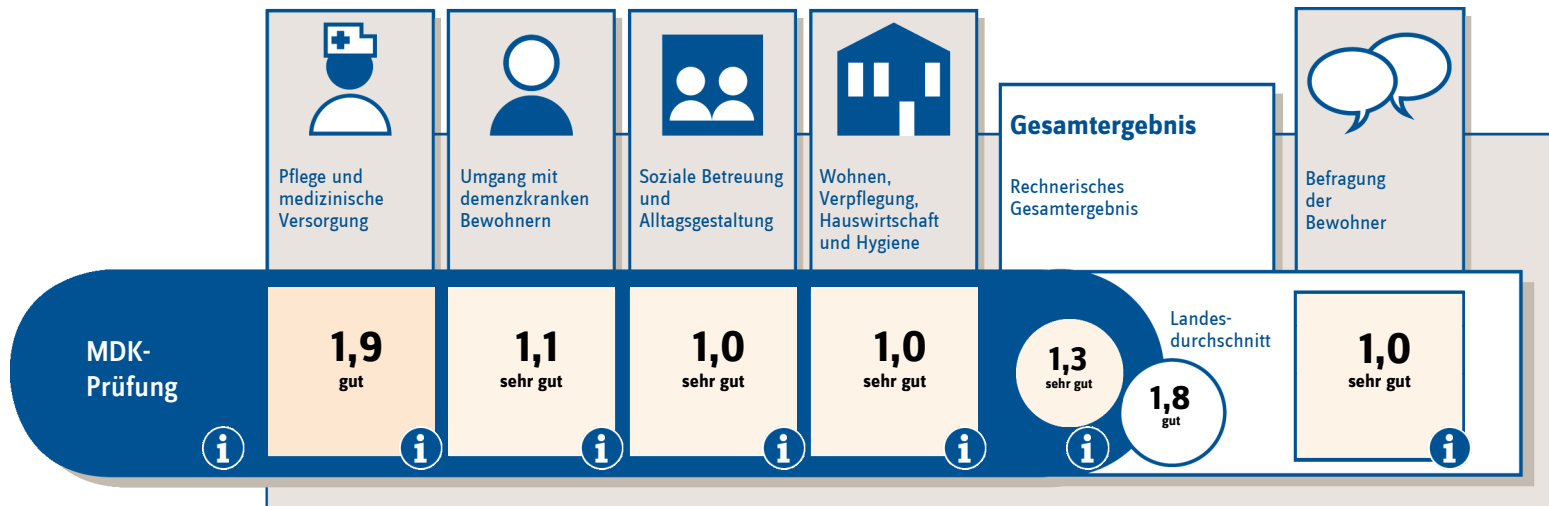 Pflege und
medizinische
Versorgung
Umgang mit
demenzkranken
Bewohnern
Soziale Betreuung
und
Alltagsgestaltung
Wohnen,
Verpflegung,
Hauswirtschaft
und Hygiene
Gesamtergebnis
Rechnerisches
Gesamtergebnis
Befragung
der
Bewohner
MDK-
Prüfung
i
1,9
gut
i
1,1
sehr gut
i
1,0
sehr gut
i
1,0
sehr gut
i
1,3
sehr gut
i
Landes-
durchschnitt
1,8
gut
1,0
sehr gut
i